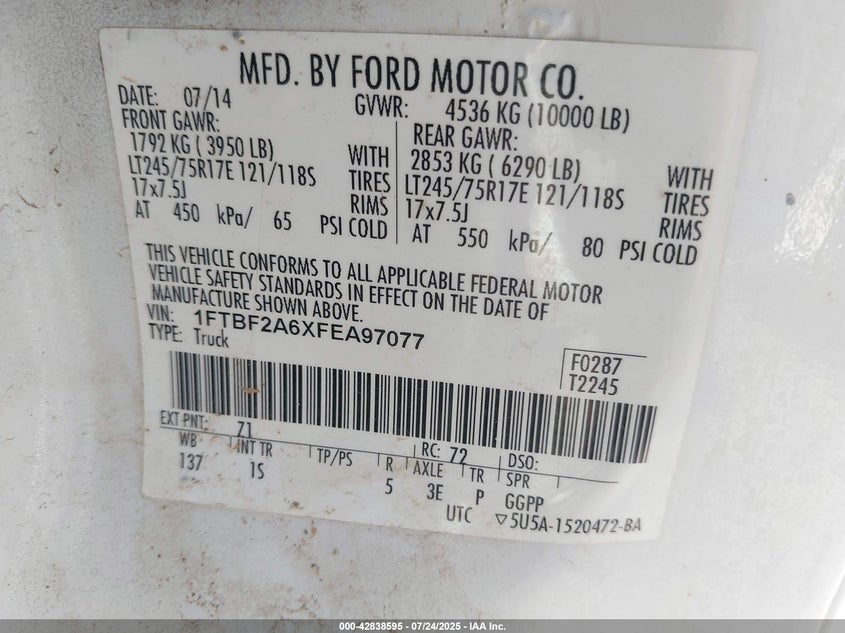 MFD. BY FORD MOTOR CO.
DATE: 07/14 GVWR: 4536 KG (10000 LB)
FRONT GAWR: REAR GAWR:
1792 KG ( 3950 LB) WITH 2853 KG ( 6290 LB) WITH
LT245/75R17E 121/118S TIRES LT245/75R17E 121/118S TIRES
17x7.5J RIMS 17x7.5J RIMS
AT 450 kPa/ 65 PSI COLD AT 550 kPa/ 80 PSI COLD
THIS VEHICLE CONFORMS TO ALL APPLICABLE FEDERAL MOTOR
VEHICLE SAFETY STANDARDS IN EFFECT ON THE DATE OF
MANUFACTURE SHOWN ABOVE.
VIN: 1FTBF2A6XFEA97077
TYPE: Truck
F0287
T2245
EXT PNT: Z1 RC: 72 DSO:
WB INT TR TP/PS R AXLE TR SPR
137 1S 5 3E P GGPP
UTC ▽5U5A-1520472-BA
000-42838595 - 07/24/2025 - IAA Inc.